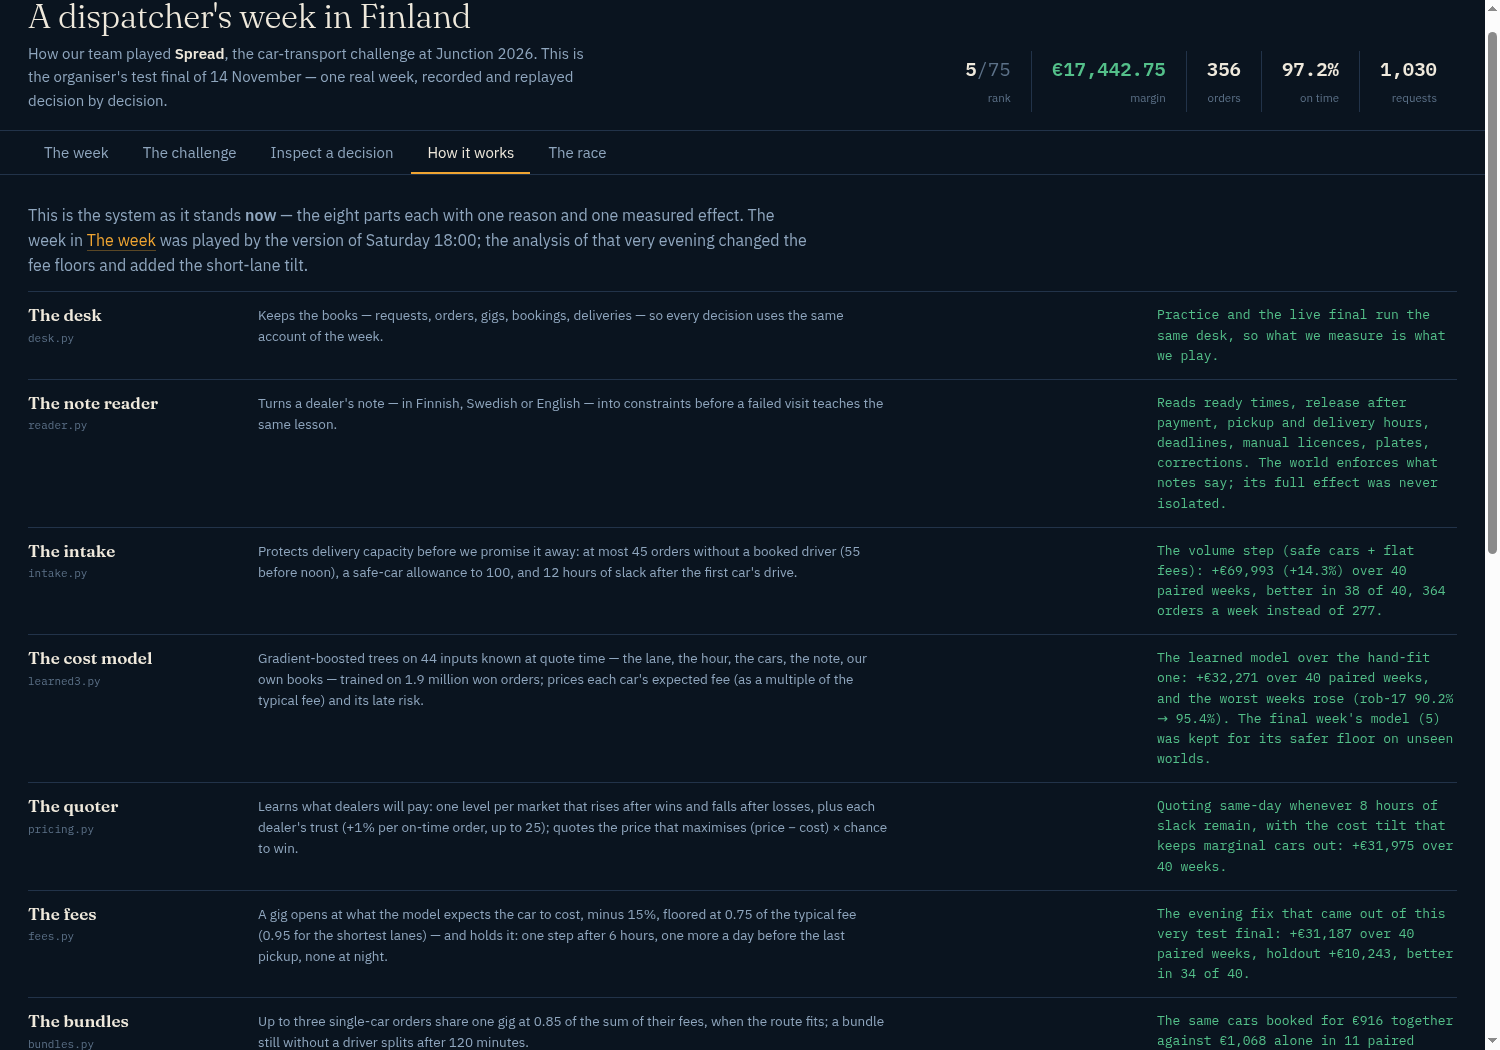 A dispatcher's week in Finland
How our team played Spread, the car-transport challenge at Junction 2026. This is
the organiser's test final of 14 November — one real week, recorded and replayed
decision by decision.
5/75
rank
€17,442.75
margin
356
orders
97.2%
on time
1,030
requests
The week
The challenge
Inspect a decision
How it works
The race
This is the system as it stands now — the eight parts each with one reason and one measured effect. The
week in The week was played by the version of Saturday 18:00; the analysis of that very evening changed the
fee floors and added the short-lane tilt.
The desk
desk.py
Keeps the books — requests, orders, gigs, bookings, deliveries — so every decision uses the same
account of the week.
Practice and the live final run the
same desk, so what we measure is what
we play.
The note reader
reader.py
Turns a dealer's note — in Finnish, Swedish or English — into constraints before a failed visit teaches the
same lesson.
Reads ready times, release after
payment, pickup and delivery hours,
deadlines, manual licences, plates,
corrections. The world enforces what
notes say; its full effect was never
isolated.
The intake
intake.py
Protects delivery capacity before we promise it away: at most 45 orders without a booked driver (55
before noon), a safe-car allowance to 100, and 12 hours of slack after the first car's drive.
The volume step (safe cars + flat
fees): +€69,993 (+14.3%) over 40
paired weeks, better in 38 of 40, 364
orders a week instead of 277.
The cost model
learned3.py
Gradient-boosted trees on 44 inputs known at quote time — the lane, the hour, the cars, the note, our
own books — trained on 1.9 million won orders; prices each car's expected fee (as a multiple of the
typical fee) and its late risk.
The learned model over the hand-fit
one: +€32,271 over 40 paired weeks,
and the worst weeks rose (rob-17 90.2%
→ 95.4%). The final week's model (5)
was kept for its safer floor on unseen
worlds.
The quoter
pricing.py
Learns what dealers will pay: one level per market that rises after wins and falls after losses, plus each
dealer's trust (+1% per on-time order, up to 25); quotes the price that maximises (price − cost) × chance
to win.
Quoting same-day whenever 8 hours of
slack remain, with the cost tilt that
keeps marginal cars out: +€31,975 over
40 weeks.
The fees
fees.py
A gig opens at what the model expects the car to cost, minus 15%, floored at 0.75 of the typical fee
(0.95 for the shortest lanes) — and holds it: one step after 6 hours, one more a day before the last
pickup, none at night.
The evening fix that came out of this
very test final: +€31,187 over 40
paired weeks, holdout +€10,243, better
in 34 of 40.
The bundles
bundles.py
Up to three single-car orders share one gig at 0.85 of the sum of their fees, when the route fits; a bundle
still without a driver splits after 120 minutes.
The same cars booked for €916 together
against €1,068 alone in 11 paired